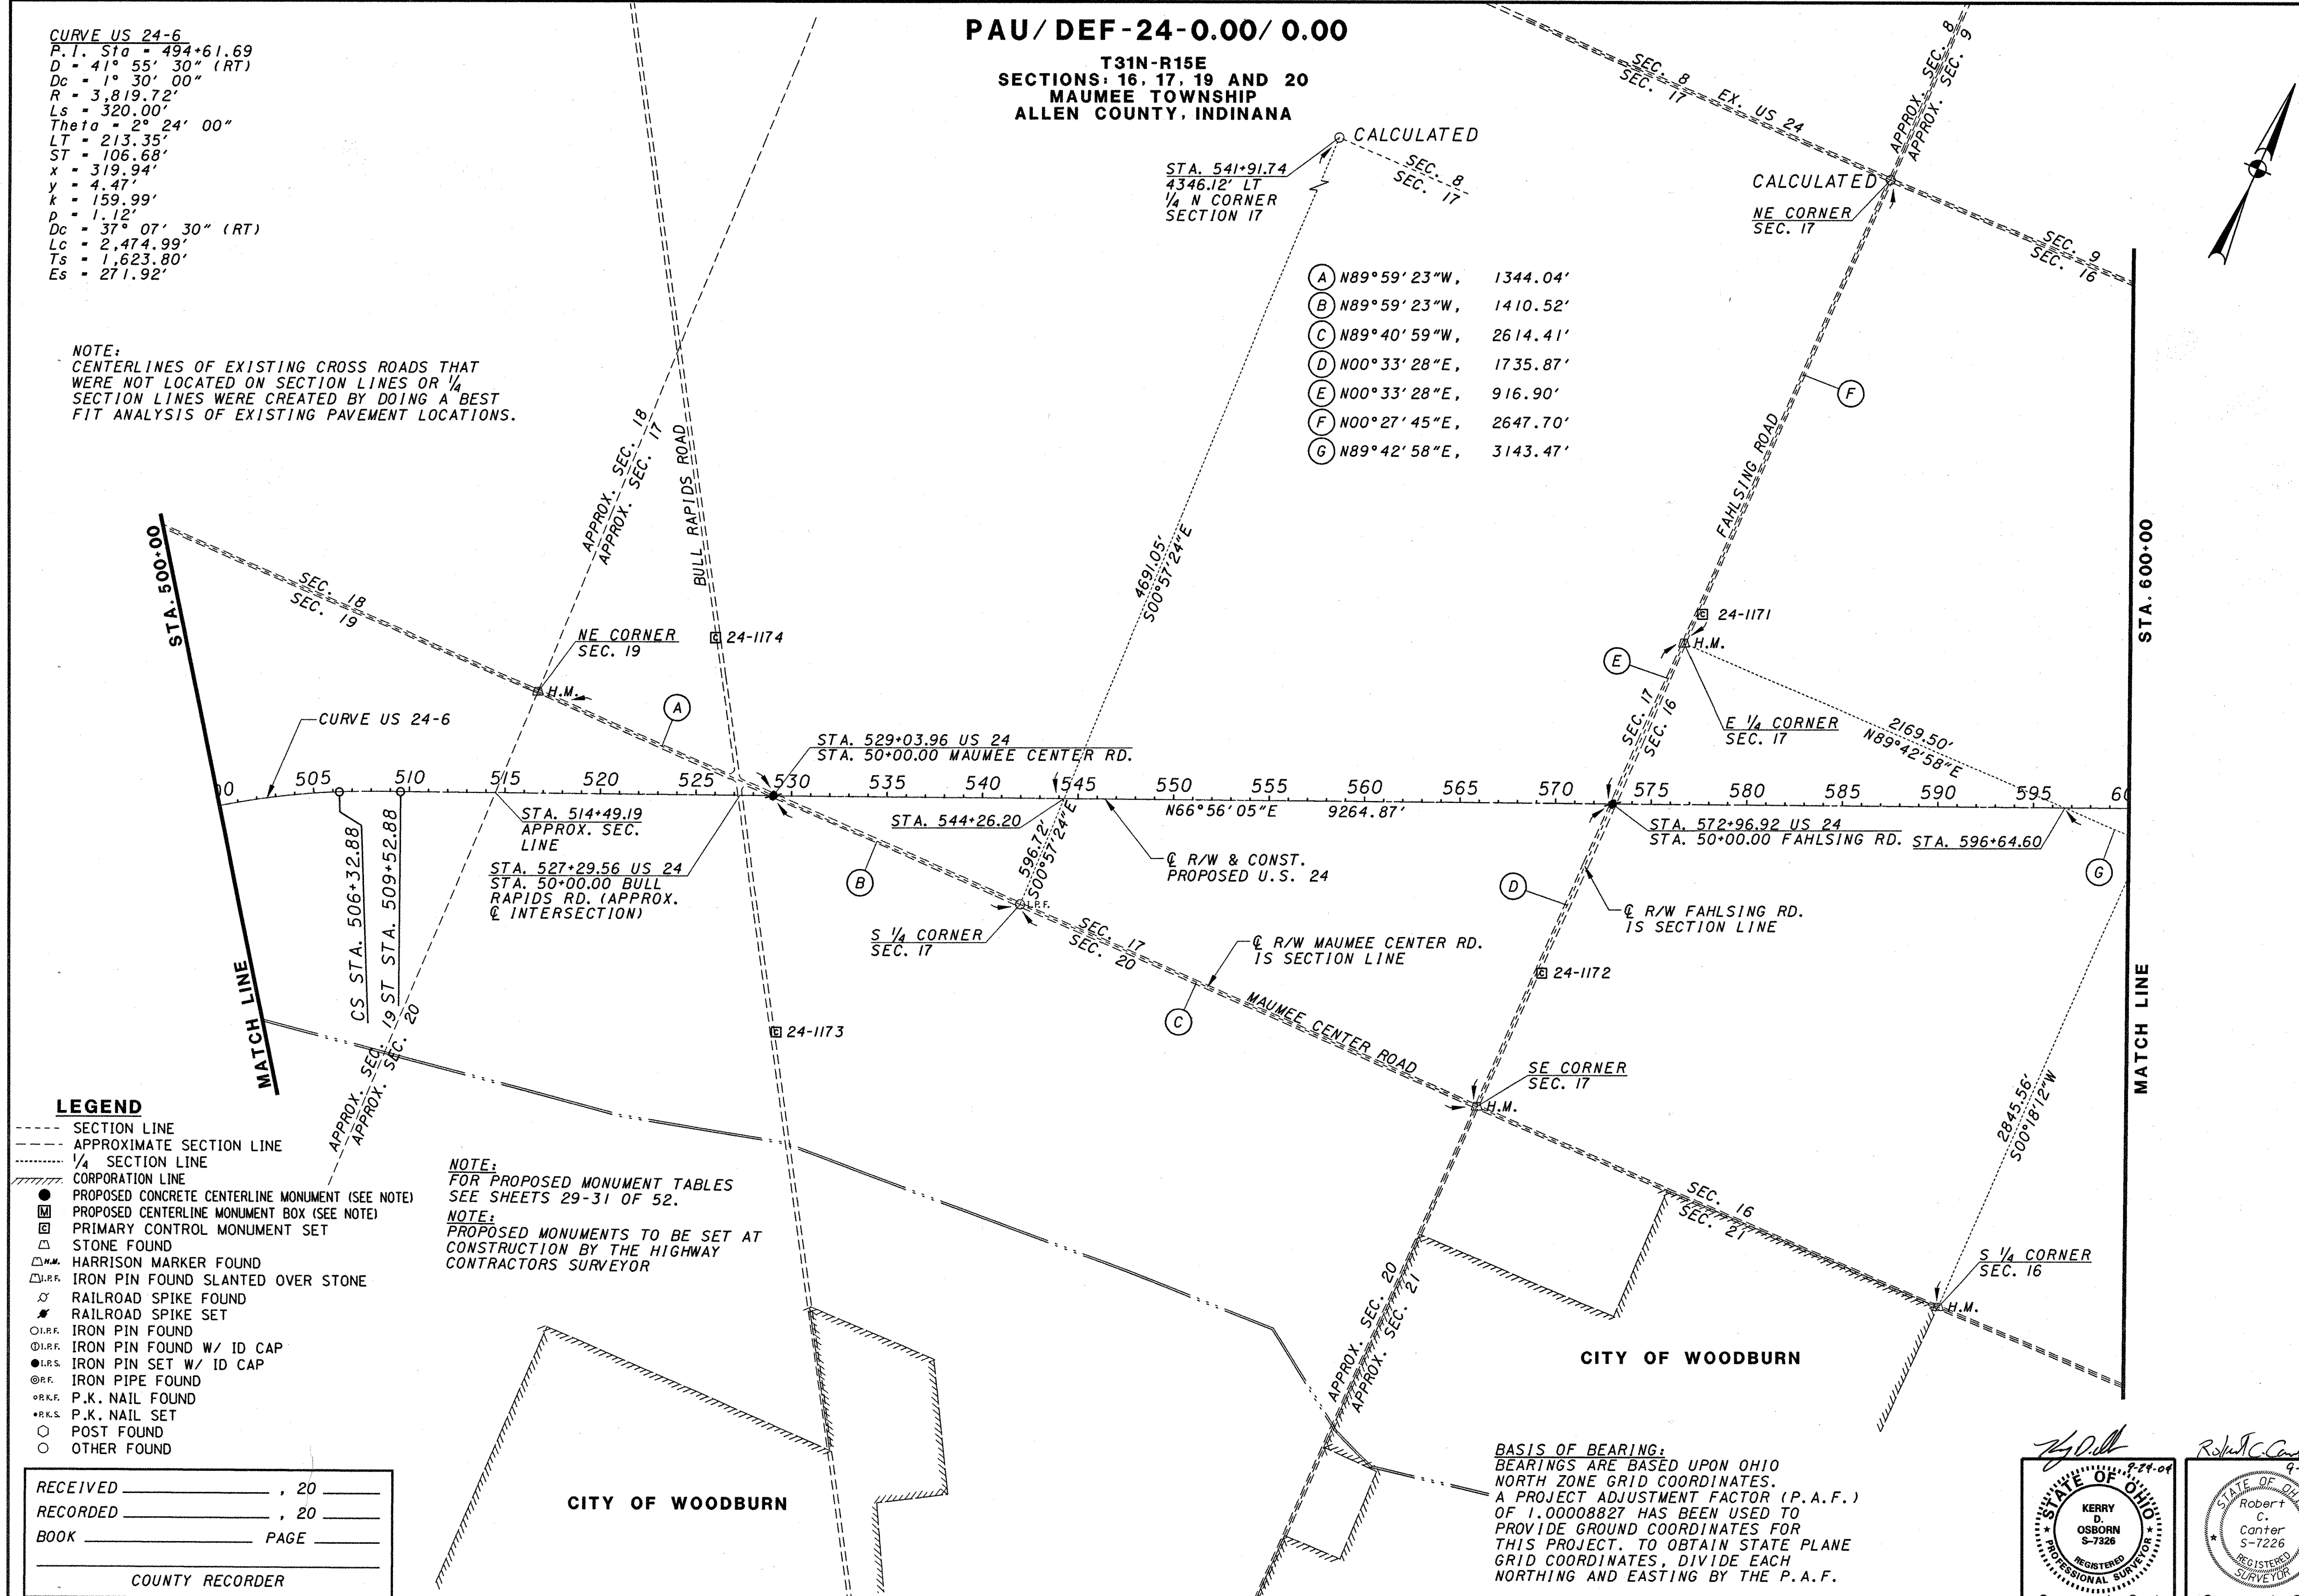 PAU/DEF-24-0.00/0.00
T31N-R15E
SECTIONS: 16, 17, 19 AND 20
MAUMEE TOWNSHIP
ALLEN COUNTY, INDINANA
CURVE US 24-6
P.I. Sta = 494+61.69
D = 41° 55' 30" (RT)
Dc = 1° 30' 00"
R = 3,819.72'
Ls = 320.00'
Theta = 2° 24' 00"
LT = 213.35'
ST = 106.68'
x = 319.94'
y = 4.47'
k = 159.99'
p = 1.12'
Dc = 37° 07' 30" (RT)
Lc = 2,474.99'
Ts = 1,623.80'
Es = 271.92'
NOTE:
CENTERLINES OF EXISTING CROSS ROADS THAT
WERE NOT LOCATED ON SECTION LINES OR 1/4
SECTION LINES WERE CREATED BY DOING A BEST
FIT ANALYSIS OF EXISTING PAVEMENT LOCATIONS.
CALCULATED
STA. 541+91.74
4346.12' LT
1/4 N CORNER
SECTION 17
SEC. 8
SEC. 17
SEC. 8
SEC. 17
EX. US 24
APPROX. SEC. 8
APPROX. SEC. 9
CALCULATED
NE CORNER
SEC. 17
SEC. 9
SEC. 16
A N89°59'23"W, 1344.04'
B N89°59'23"W, 1410.52'
C N89°40'59"W, 2614.41'
D N00°33'28"E, 1735.87'
E N00°33'28"E, 916.90'
F N00°27'45"E, 2647.70'
G N89°42'58"E, 3143.47'
F
FAHLSING ROAD
APPROX. SEC. 18
APPROX. SEC. 17
BULL RAPIDS ROAD
4691.05'
S00°57'24"E
STA. 500+00
STA. 600+00
SEC. 18
SEC. 19
NE CORNER
SEC. 19
H.M.
24-1174
24-1171
H.M.
E
SEC. 17
SEC. 16
E 1/4 CORNER
SEC. 17
2169.50'
N89°42'58"E
A
CURVE US 24-6
STA. 529+03.96 US 24
STA. 50+00.00 MAUMEE CENTER RD.
00 505 510 515 520 525 530 535 540 545 550 555 560 565 570 575 580 585 590 595 60
N66°56'05"E 9264.87'
STA. 514+49.19
APPROX. SEC.
LINE
STA. 544+26.20
STA. 572+96.92 US 24
STA. 50+00.00 FAHLSING RD.
STA. 596+64.60
CS STA. 506+32.88
ST STA. 509+52.88
STA. 527+29.56 US 24
STA. 50+00.00 BULL
RAPIDS RD. (APPROX.
℄ INTERSECTION)
B
596.72'
S00°57'24"E
℄ R/W & CONST.
PROPOSED U.S. 24
D
G
I.P.F.
S 1/4 CORNER
SEC. 17
SEC. 17
SEC. 20
℄ R/W MAUMEE CENTER RD.
IS SECTION LINE
℄ R/W FAHLSING RD.
IS SECTION LINE
24-1172
C
MAUMEE CENTER ROAD
24-1173
MATCH LINE
MATCH LINE
APPROX. SEC. 19
APPROX. SEC. 20
SE CORNER
SEC. 17
H.M.
2845.56'
S00°18'12"W
SEC. 16
SEC. 21
S 1/4 CORNER
SEC. 16
H.M.
APPROX. SEC. 20
APPROX. SEC. 21
LEGEND
SECTION LINE
APPROXIMATE SECTION LINE
1/4 SECTION LINE
CORPORATION LINE
PROPOSED CONCRETE CENTERLINE MONUMENT (SEE NOTE)
M PROPOSED CENTERLINE MONUMENT BOX (SEE NOTE)
C PRIMARY CONTROL MONUMENT SET
STONE FOUND
H.M. HARRISON MARKER FOUND
I.P.F. IRON PIN FOUND SLANTED OVER STONE
RAILROAD SPIKE FOUND
RAILROAD SPIKE SET
I.P.F. IRON PIN FOUND
I.P.F. IRON PIN FOUND W/ ID CAP
I.P.S. IRON PIN SET W/ ID CAP
P.F. IRON PIPE FOUND
P.K.F. P.K. NAIL FOUND
P.K.S. P.K. NAIL SET
POST FOUND
OTHER FOUND
NOTE:
FOR PROPOSED MONUMENT TABLES
SEE SHEETS 29-31 OF 52.
NOTE:
PROPOSED MONUMENTS TO BE SET AT
CONSTRUCTION BY THE HIGHWAY
CONTRACTORS SURVEYOR
CITY OF WOODBURN
CITY OF WOODBURN
RECEIVED , 20
RECORDED , 20
BOOK PAGE
COUNTY RECORDER
BASIS OF BEARING:
BEARINGS ARE BASED UPON OHIO
NORTH ZONE GRID COORDINATES.
A PROJECT ADJUSTMENT FACTOR (P.A.F.)
OF 1.00008827 HAS BEEN USED TO
PROVIDE GROUND COORDINATES FOR
THIS PROJECT. TO OBTAIN STATE PLANE
GRID COORDINATES, DIVIDE EACH
NORTHING AND EASTING BY THE P.A.F.
9-29-04
STATE OF OHIO
KERRY
D.
OSBORN
S-7326
REGISTERED
PROFESSIONAL SURVEYOR
STATE OF
Robert
C.
Canter
S-7226
REGISTERED
SURVEYOR